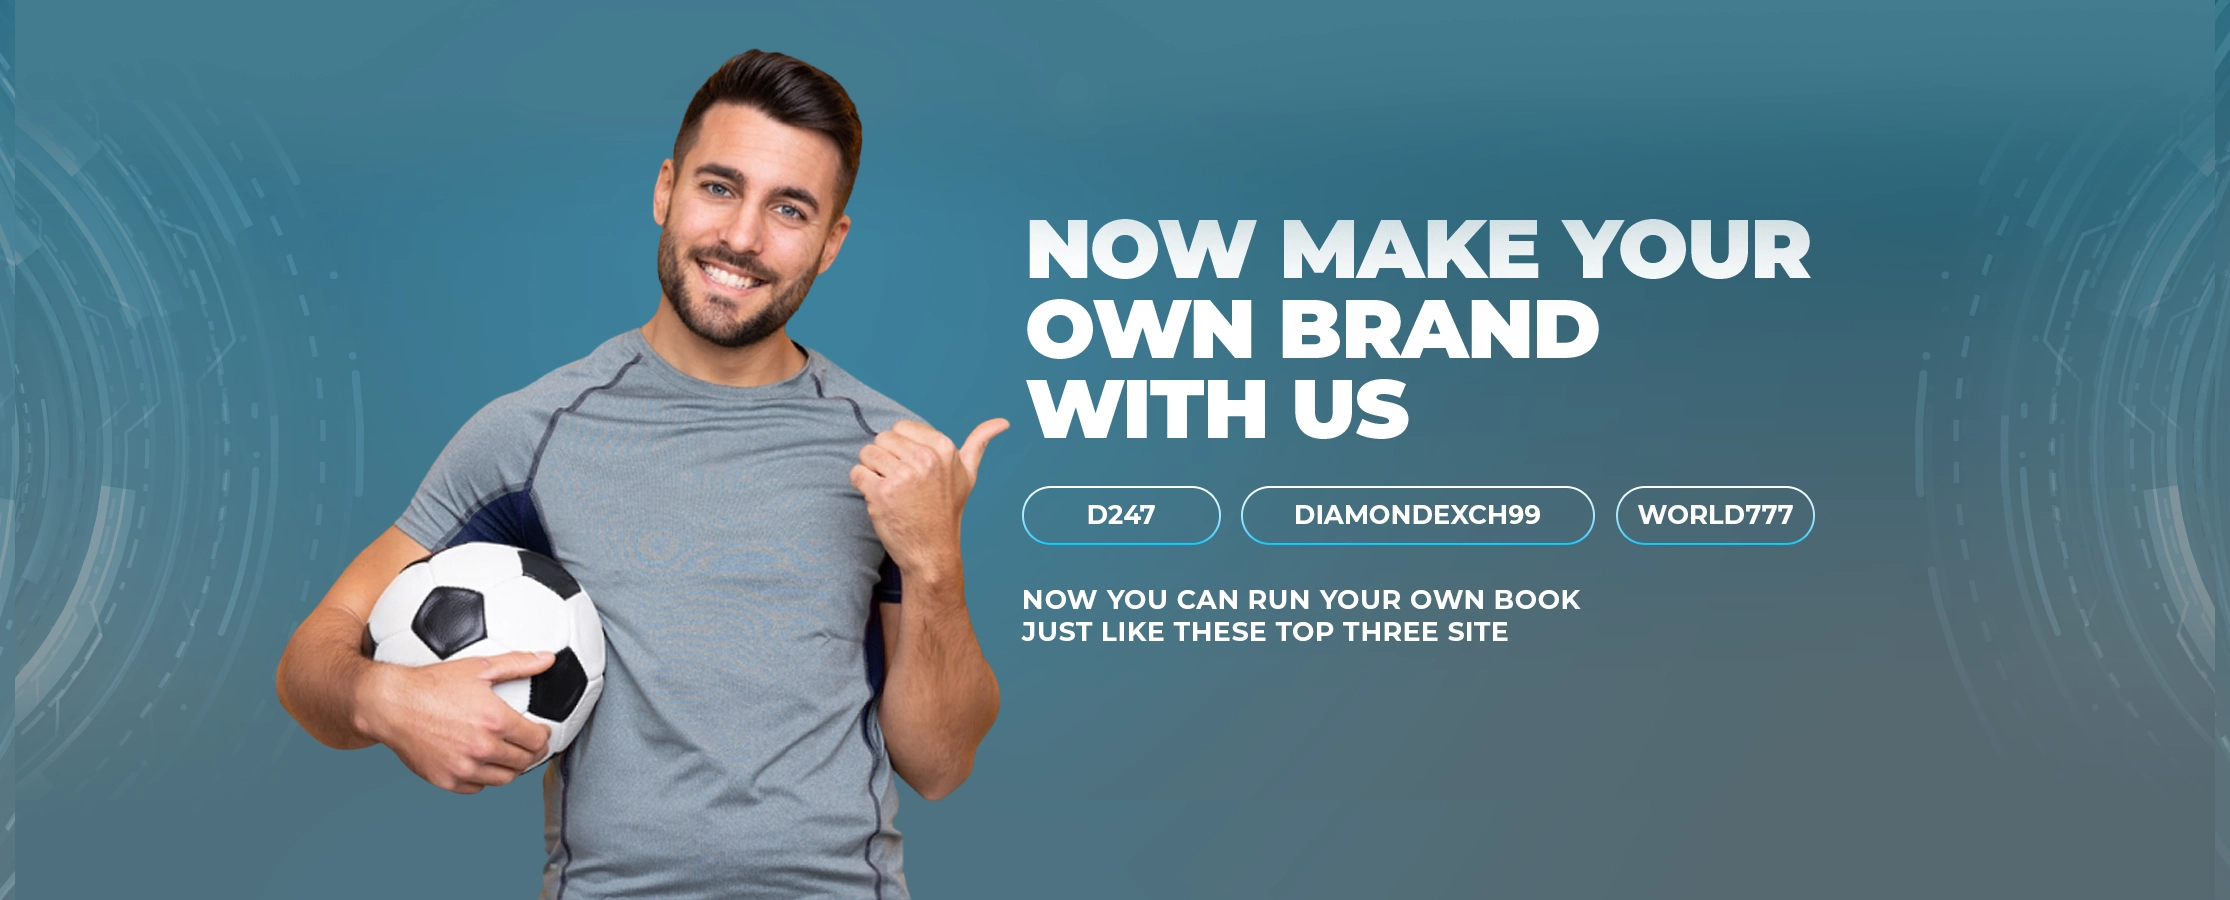 NOW MAKE YOUR
OWN BRAND
WITH US
D247
DIAMONDEXCH99
WORLD777
NOW YOU CAN RUN YOUR OWN BOOK
JUST LIKE THESE TOP THREE SITE